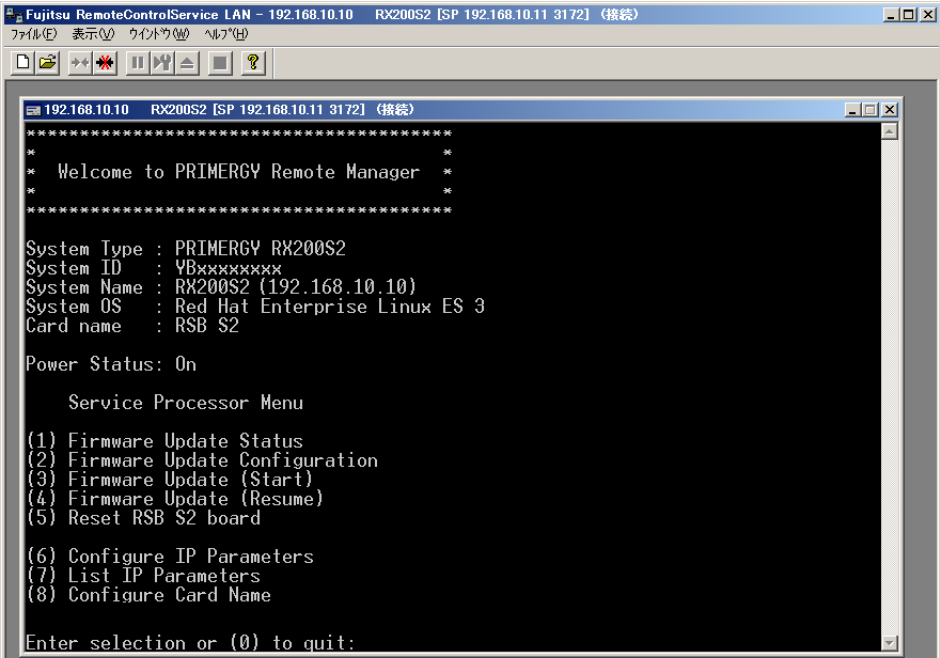 Fujitsu RemoteControlService LAN - 192.168.10.10 RX200S2 [SP 192.168.10.11 3172] (接続)
ファイル(F) 表示(V) ウインドウ(W) ヘルプ(H)
192.168.10.10 RX200S2 [SP 192.168.10.11 3172] (接続)
****************************************
* *
* Welcome to PRIMERGY Remote Manager *
* *
****************************************
System Type : PRIMERGY RX200S2
System ID : YBxxxxxxxx
System Name : RX200S2 (192.168.10.10)
System OS : Red Hat Enterprise Linux ES 3
Card name : RSB S2
Power Status: On
Service Processor Menu
(1) Firmware Update Status
(2) Firmware Update Configuration
(3) Firmware Update (Start)
(4) Firmware Update (Resume)
(5) Reset RSB S2 board
(6) Configure IP Parameters
(7) List IP Parameters
(8) Configure Card Name
Enter selection or (0) to quit: